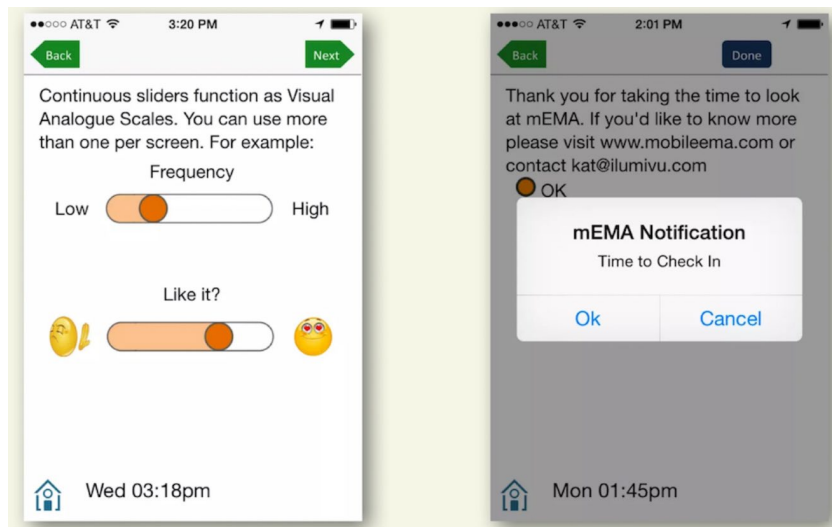 AT&T 3:20 PM
Back Next
Continuous sliders function as Visual
Analogue Scales. You can use more
than one per screen. For example:
Frequency
Low High
Like it?
Wed 03:18pm
AT&T 2:01 PM
Back Done
Thank you for taking the time to look
at mEMA. If you'd like to know more
please visit www.mobileema.com or
contact kat@ilumivu.com
OK
mEMA Notification
Time to Check In
Ok Cancel
Mon 01:45pm